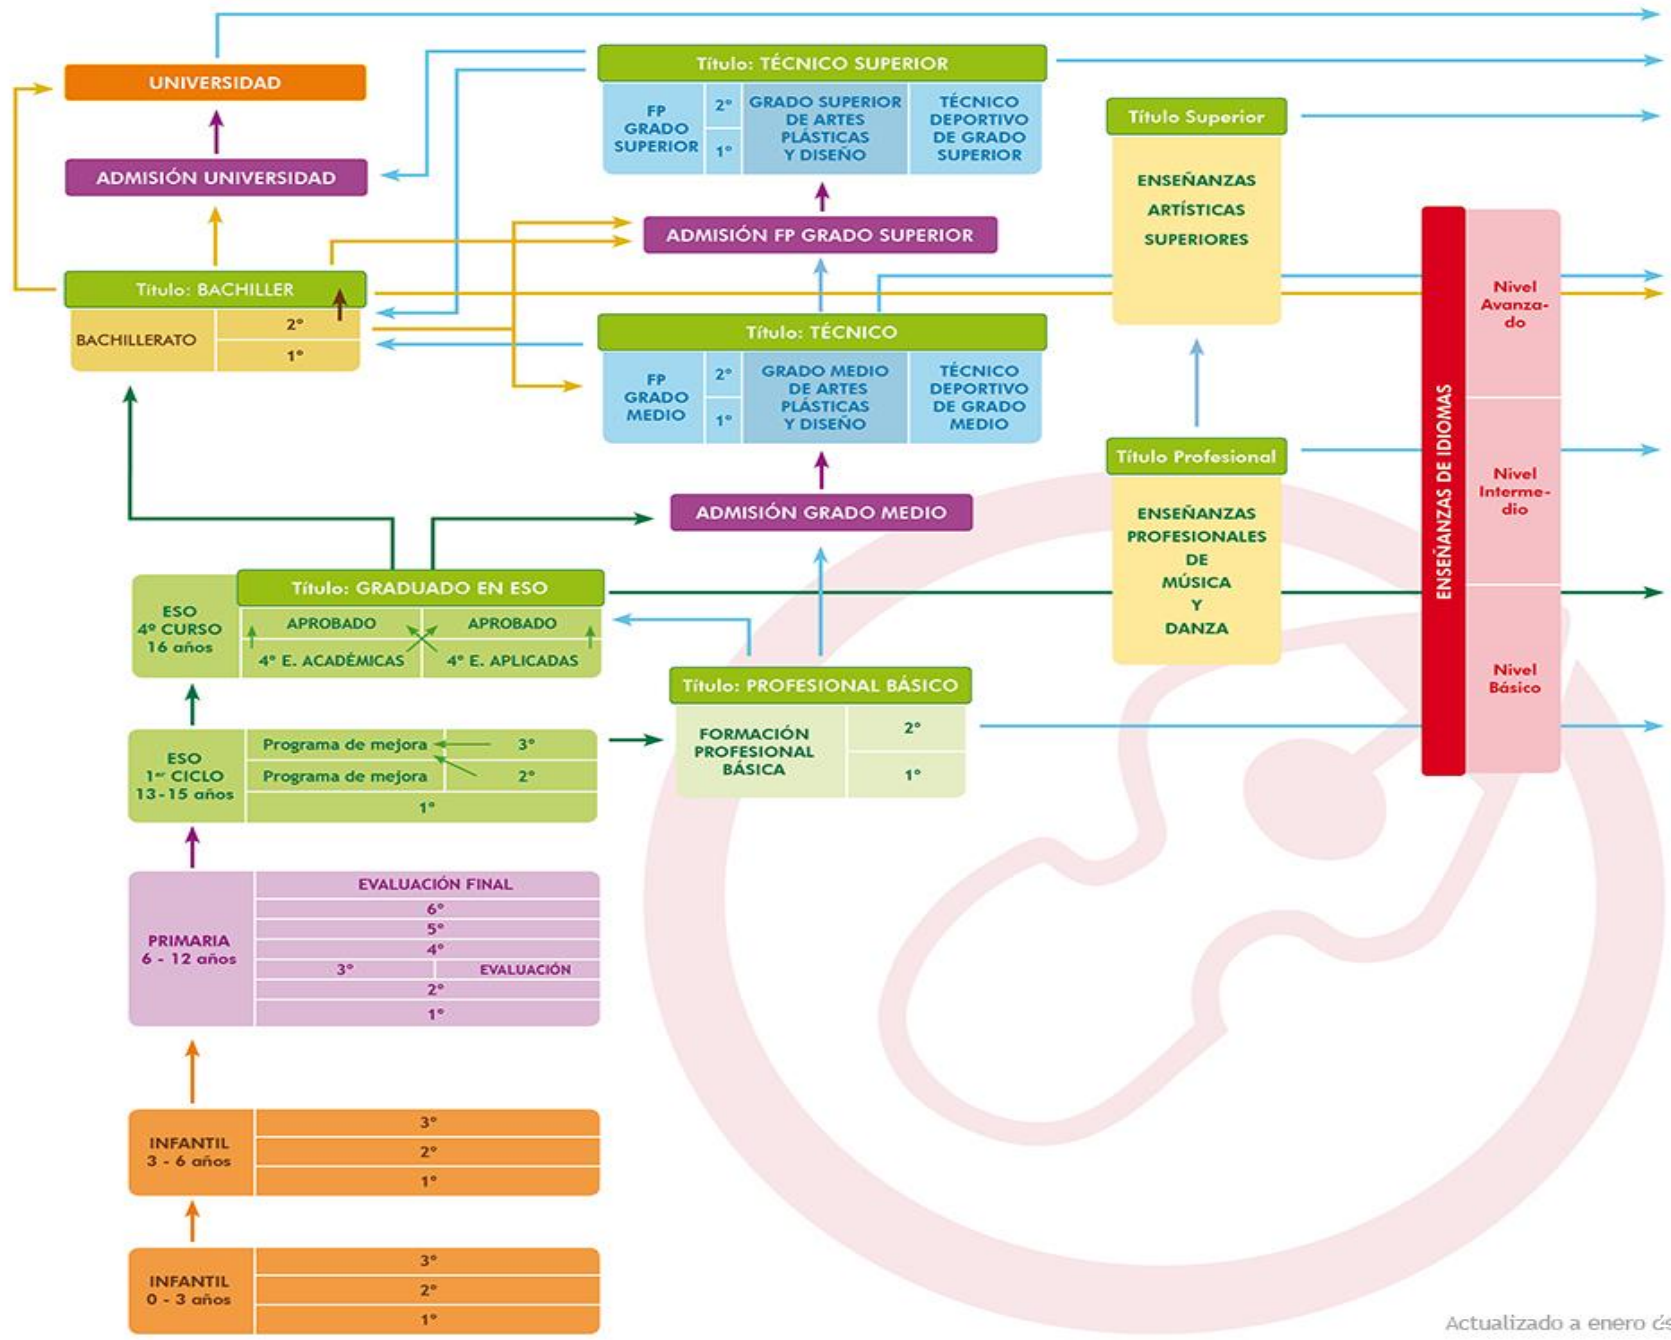 UNIVERSIDAD
ADMISIÓN UNIVERSIDAD
Título: BACHILLER
BACHILLERATO
2º
1º
Título: TÉCNICO SUPERIOR
FP
GRADO
SUPERIOR
2º
1º
GRADO SUPERIOR
DE ARTES
PLÁSTICAS
Y DISEÑO
TÉCNICO
DEPORTIVO
DE GRADO
SUPERIOR
ADMISIÓN FP GRADO SUPERIOR
Título: TÉCNICO
FP
GRADO
MEDIO
2º
1º
GRADO MEDIO
DE ARTES
PLÁSTICAS
Y DISEÑO
TÉCNICO
DEPORTIVO
DE GRADO
MEDIO
ADMISIÓN GRADO MEDIO
Título Superior
ENSEÑANZAS
ARTÍSTICAS
SUPERIORES
Título Profesional
ENSEÑANZAS
PROFESIONALES
DE
MÚSICA
Y
DANZA
ENSEÑANZAS DE IDIOMAS
Nivel
Avanza-
do
Nivel
Interme-
dio
Nivel
Básico
ESO
4º CURSO
16 años
Título: GRADUADO EN ESO
APROBADO
APROBADO
4º E. ACADÉMICAS
4º E. APLICADAS
Título: PROFESIONAL BÁSICO
FORMACIÓN
PROFESIONAL
BÁSICA
2º
1º
ESO
1er CICLO
13-15 años
Programa de mejora
3º
Programa de mejora
2º
1º
PRIMARIA
6 - 12 años
EVALUACIÓN FINAL
6º
5º
4º
3º
EVALUACIÓN
2º
1º
INFANTIL
3 - 6 años
3º
2º
1º
INFANTIL
0 - 3 años
3º
2º
1º
Actualizado a enero